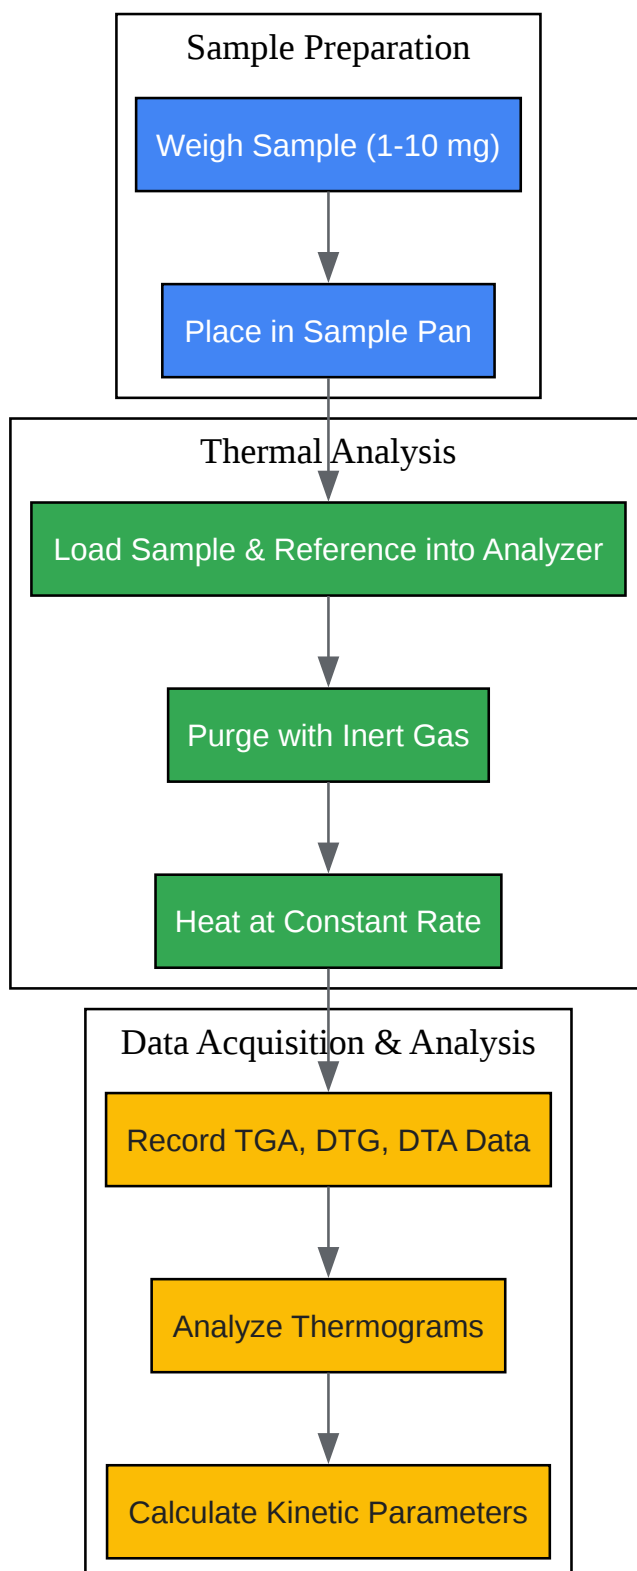 Sample Preparation
Weigh Sample (1-10 mg)
Place in Sample Pan
Thermal Analysis
Load Sample & Reference into Analyzer
Purge with Inert Gas
Heat at Constant Rate
Data Acquisition & Analysis
Record TGA, DTG, DTA Data
Analyze Thermograms
Calculate Kinetic Parameters